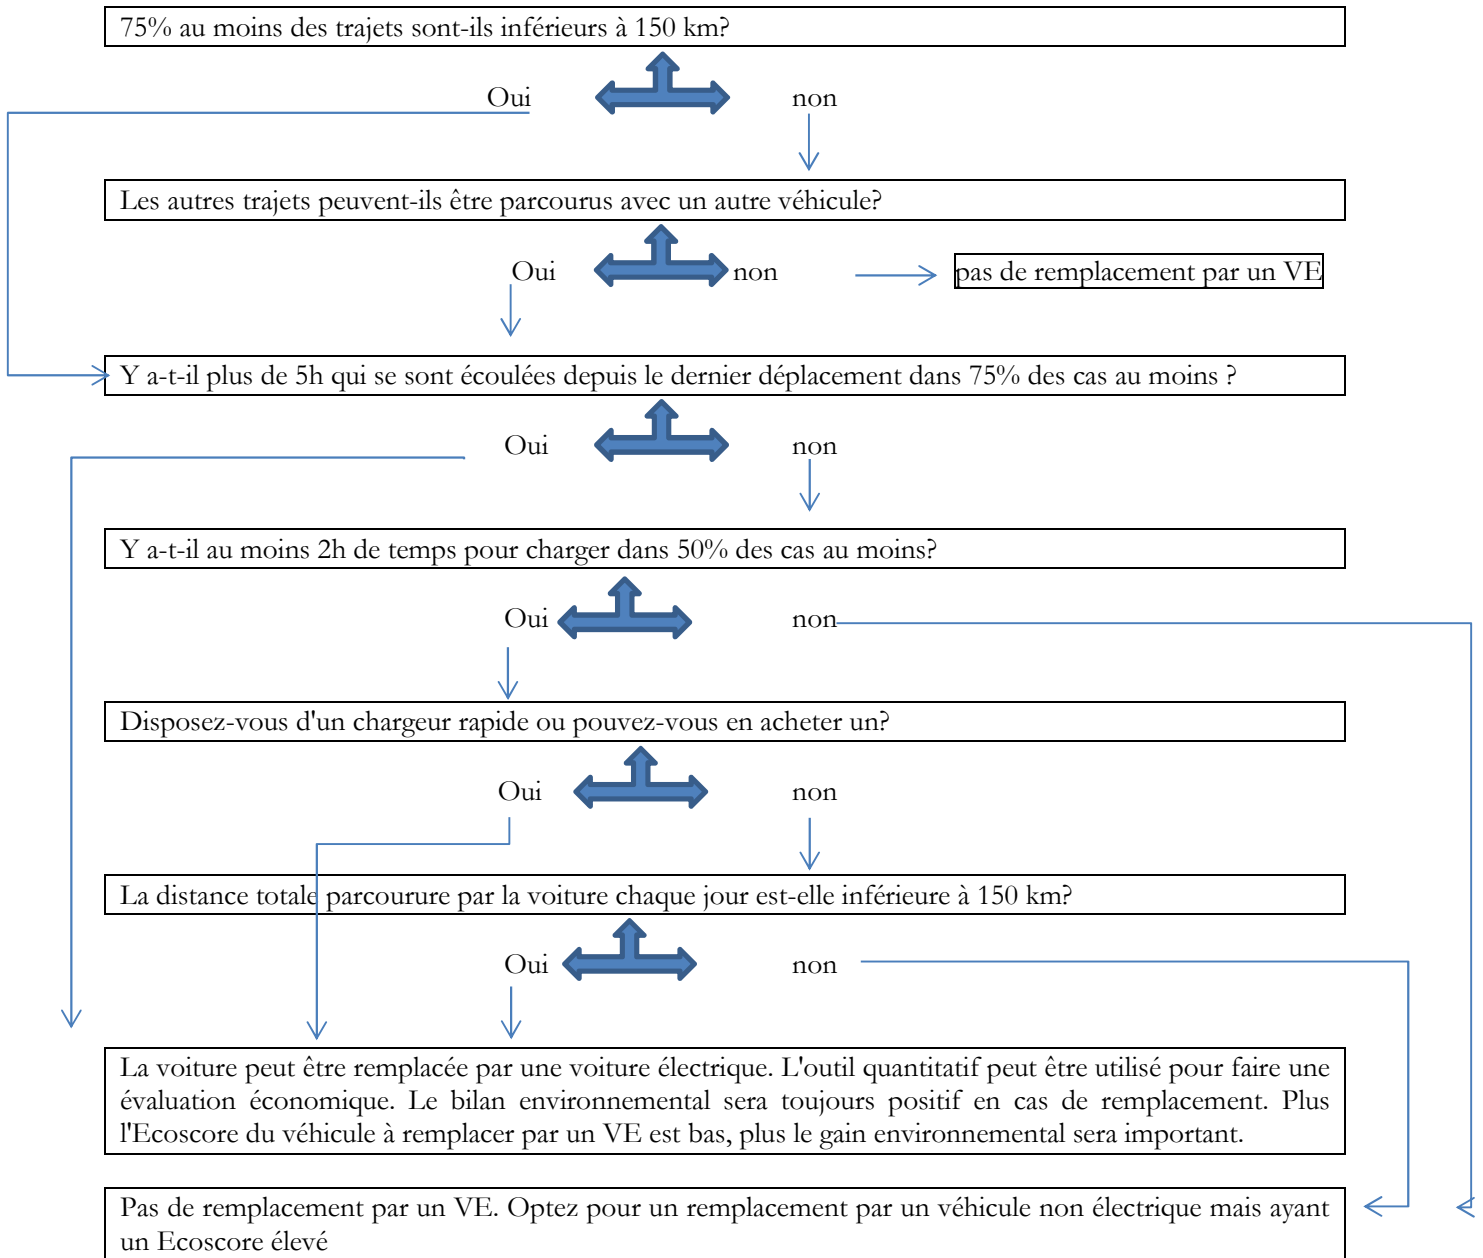 75% au moins des trajets sont-ils inférieurs à 150 km?
Oui non
Les autres trajets peuvent-ils être parcourus avec un autre véhicule?
Oui non pas de remplacement par un VE
Y a-t-il plus de 5h qui se sont écoulées depuis le dernier déplacement dans 75% des cas au moins ?
Oui non
Y a-t-il au moins 2h de temps pour charger dans 50% des cas au moins?
Oui non
Disposez-vous d'un chargeur rapide ou pouvez-vous en acheter un?
Oui non
La distance totale parcourure par la voiture chaque jour est-elle inférieure à 150 km?
Oui non
La voiture peut être remplacée par une voiture électrique. L'outil quantitatif peut être utilisé pour faire une
évaluation économique. Le bilan environnemental sera toujours positif en cas de remplacement. Plus
l'Ecoscore du véhicule à remplacer par un VE est bas, plus le gain environnemental sera important.
Pas de remplacement par un VE. Optez pour un remplacement par un véhicule non électrique mais ayant
un Ecoscore élevé